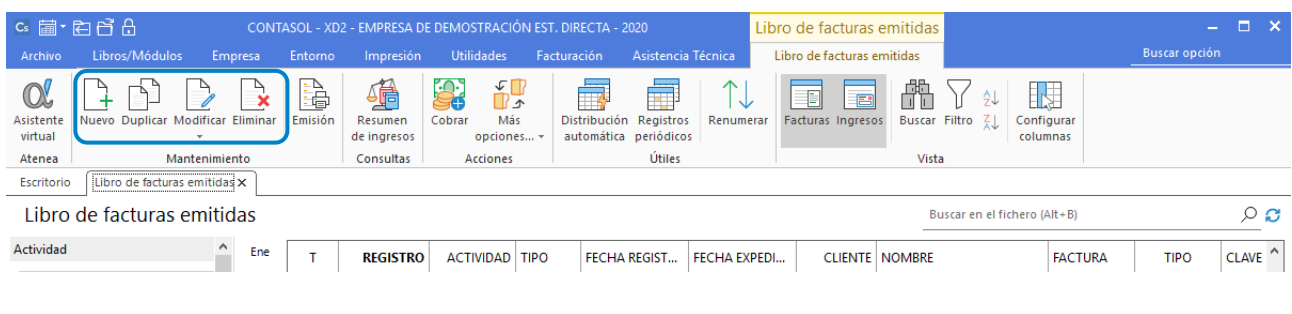 Cs CONTASOL - XD2 - EMPRESA DE DEMOSTRACIÓN EST. DIRECTA - 2020 Libro de facturas emitidas
Archivo Libros/Módulos Empresa Entorno Impresión Utilidades Facturación Asistencia Técnica Libro de facturas emitidas Buscar opción
Asistente virtual Nuevo Duplicar Modificar Eliminar Emisión Resumen de ingresos Cobrar Más opciones... Distribución automática Registros periódicos Renumerar Facturas Ingresos Buscar Filtro Configurar columnas
Atenea Mantenimiento Consultas Acciones Útiles Vista
Escritorio Libro de facturas emitidas
Libro de facturas emitidas Buscar en el fichero (Alt+B)
Actividad Ene T REGISTRO ACTIVIDAD TIPO FECHA REGIST... FECHA EXPEDI... CLIENTE NOMBRE FACTURA TIPO CLAVE